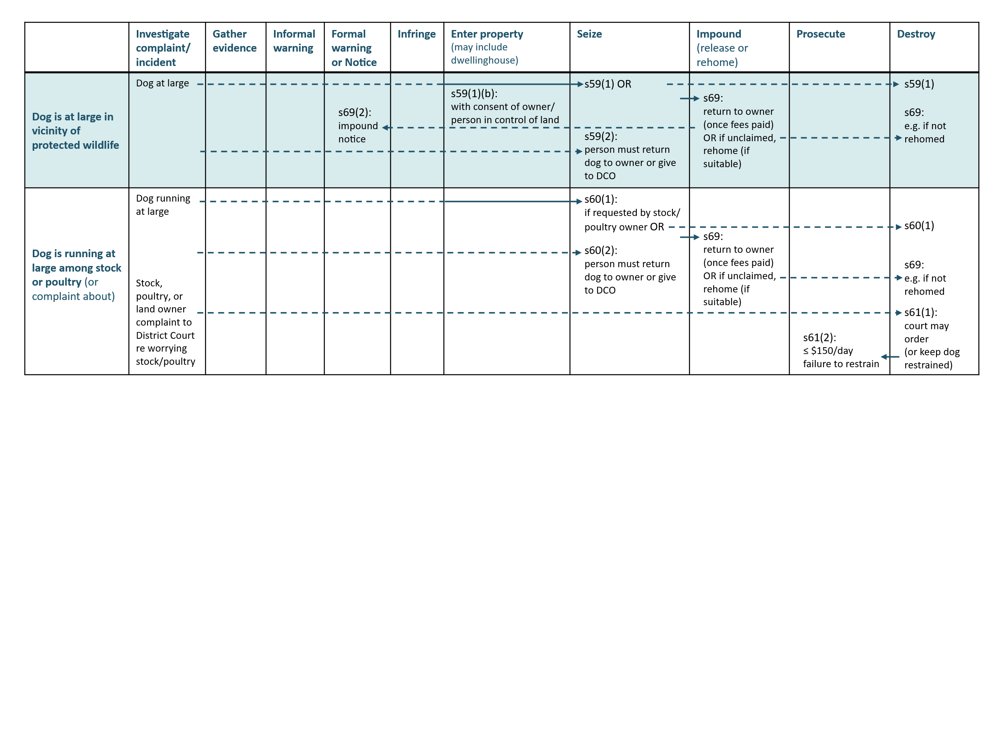 Investigate
complaint/
incident
Gather
evidence
Informal
warning
Formal
warning
or Notice
Infringe
Enter property
(may include
dwellinghouse)
Seize
Impound
(release or
rehome)
Prosecute
Destroy
Dog is at large in
vicinity of
protected wildlife
Dog at large
s69(2):
impound
notice
s59(1)(b):
with consent of owner/
person in control of land
s59(1) OR
s59(2):
person must return
dog to owner or give
to DCO
s69:
return to owner
(once fees paid)
OR if unclaimed,
rehome (if
suitable)
s59(1)
s69:
e.g. if not
rehomed
Dog is running at
large among stock
or poultry (or
complaint about)
Dog running
at large
Stock,
poultry, or
land owner
complaint to
District Court
re worrying
stock/poultry
s60(1):
if requested by stock/
poultry owner OR
s60(2):
person must return
dog to owner or give
to DCO
s69:
return to owner
(once fees paid)
OR if unclaimed,
rehome (if
suitable)
s61(2):
≤ $150/day
failure to restrain
s60(1)
s69:
e.g. if not
rehomed
s61(1):
court may
order
(or keep dog
restrained)